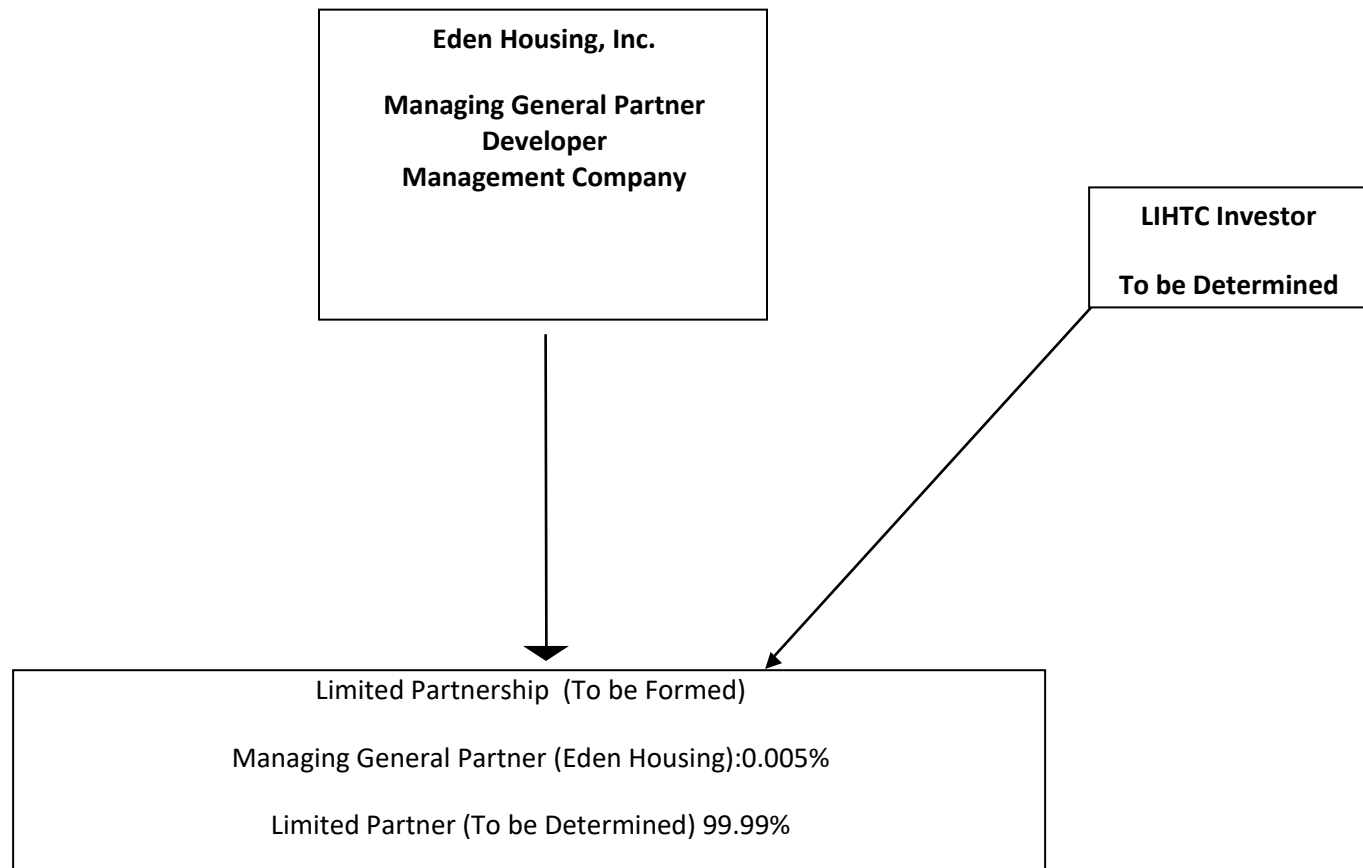 Eden Housing, Inc.
Managing General Partner
Developer
Management Company
LIHTC Investor
To be Determined
Limited Partnership (To be Formed)
Managing General Partner (Eden Housing):0.005%
Limited Partner (To be Determined) 99.99%